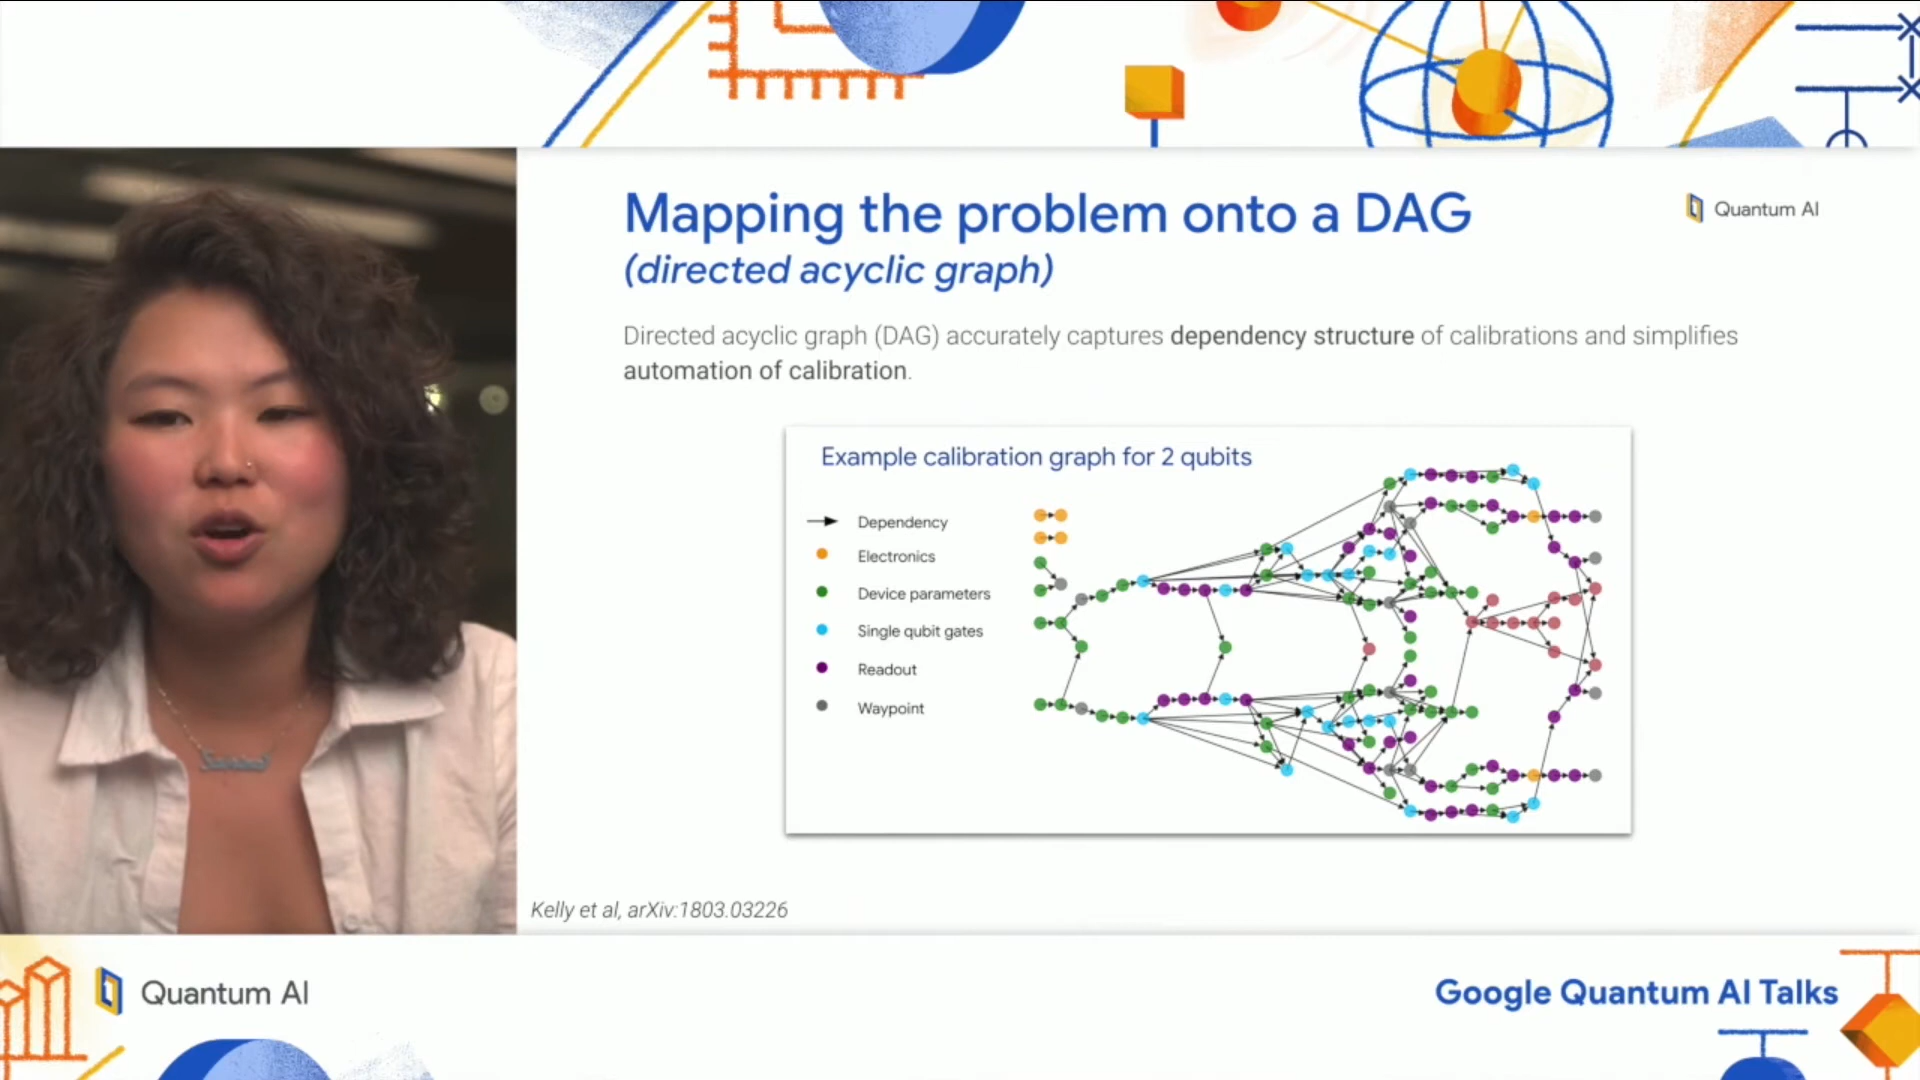 Mapping the problem onto a DAG
(directed acyclic graph)
Quantum AI
Directed acyclic graph (DAG) accurately captures dependency structure of calibrations and simplifies
automation of calibration.
Example calibration graph for 2 qubits
Dependency
Electronics
Device parameters
Single qubit gates
Readout
Waypoint
Kelly et al, arXiv:1803.03226
Quantum AI
Google Quantum AI Talks